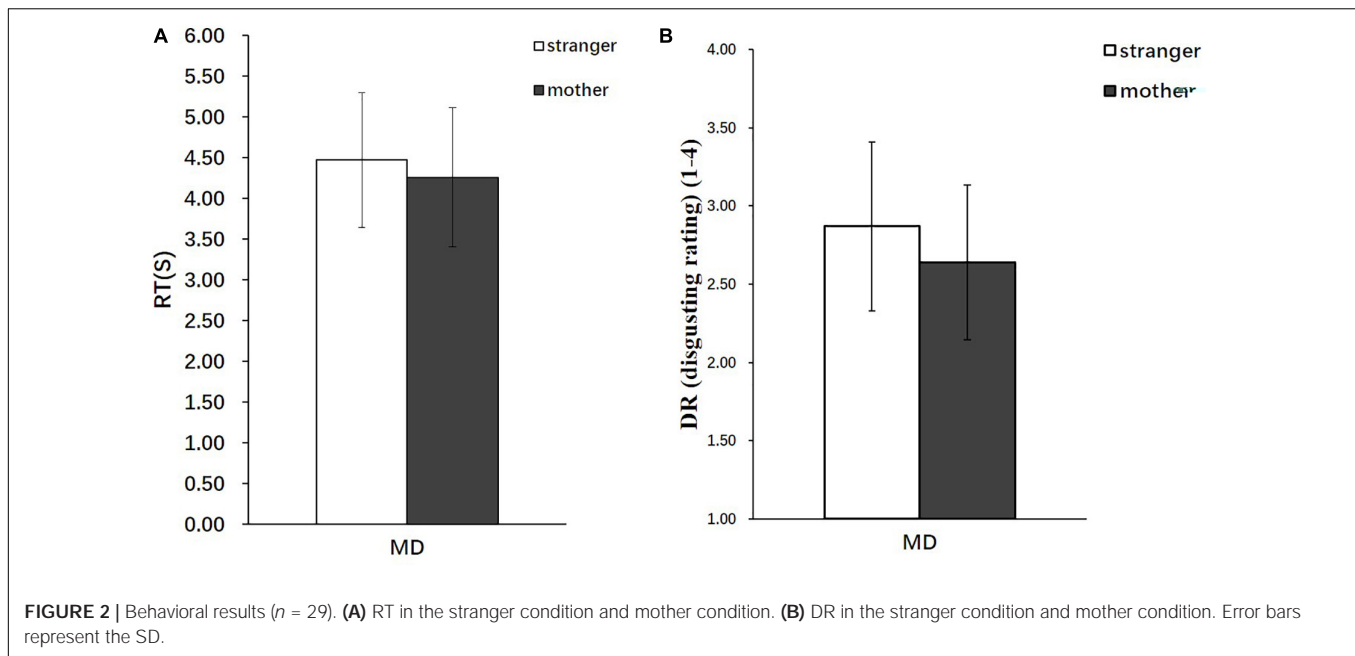 A
6.00
5.50
5.00
4.50
4.00
3.50
3.00
2.50
2.00
1.50
1.00
0.50
0.00
RT(S)
stranger
mother
MD
B
4.00
3.50
3.00
2.50
2.00
1.50
1.00
DR (disgusting rating) (1-4)
stranger
mother
MD
FIGURE 2 | Behavioral results (n = 29). (A) RT in the stranger condition and mother condition. (B) DR in the stranger condition and mother condition. Error bars
represent the SD.